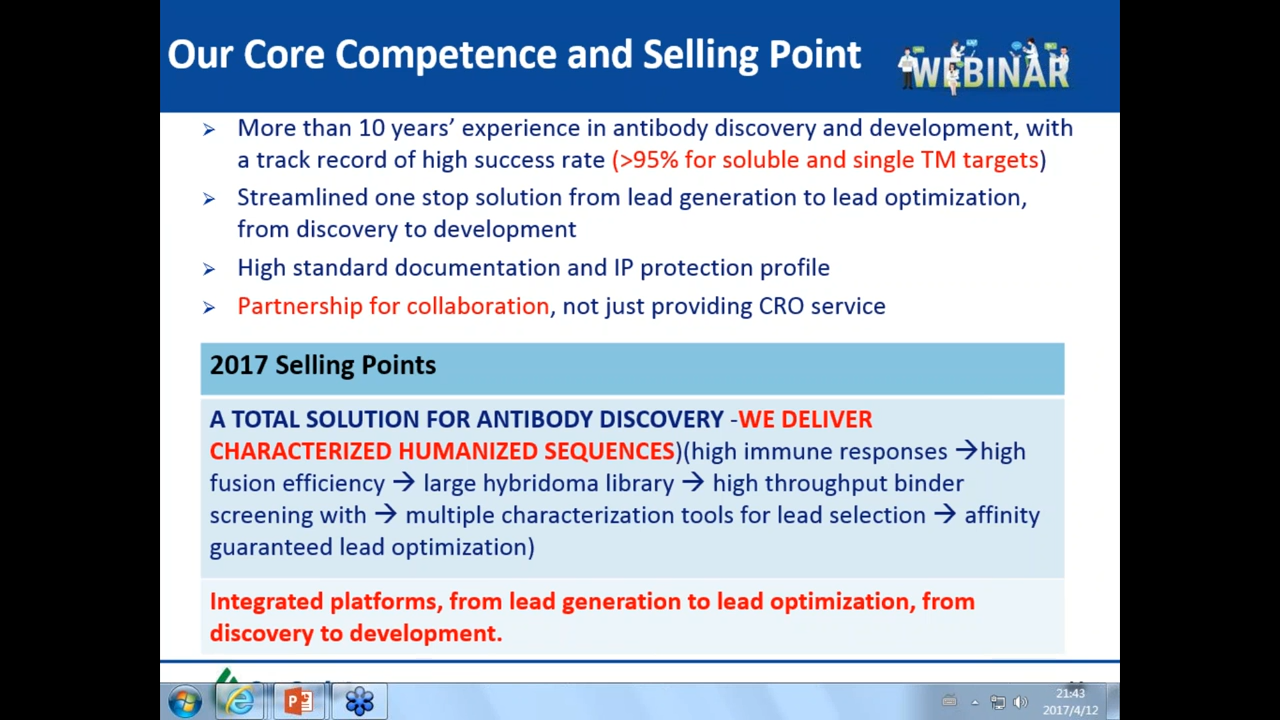 Our Core Competence and Selling Point
WEBINAR
More than 10 years’ experience in antibody discovery and development, with
a track record of high success rate (>95% for soluble and single TM targets)
Streamlined one stop solution from lead generation to lead optimization,
from discovery to development
High standard documentation and IP protection profile
Partnership for collaboration, not just providing CRO service
2017 Selling Points
A TOTAL SOLUTION FOR ANTIBODY DISCOVERY -WE DELIVER
CHARACTERIZED HUMANIZED SEQUENCES)(high immune responses →high
fusion efficiency → large hybridoma library → high throughput binder
screening with → multiple characterization tools for lead selection → affinity
guaranteed lead optimization)
Integrated platforms, from lead generation to lead optimization, from
discovery to development.
21:43
2017/4/12